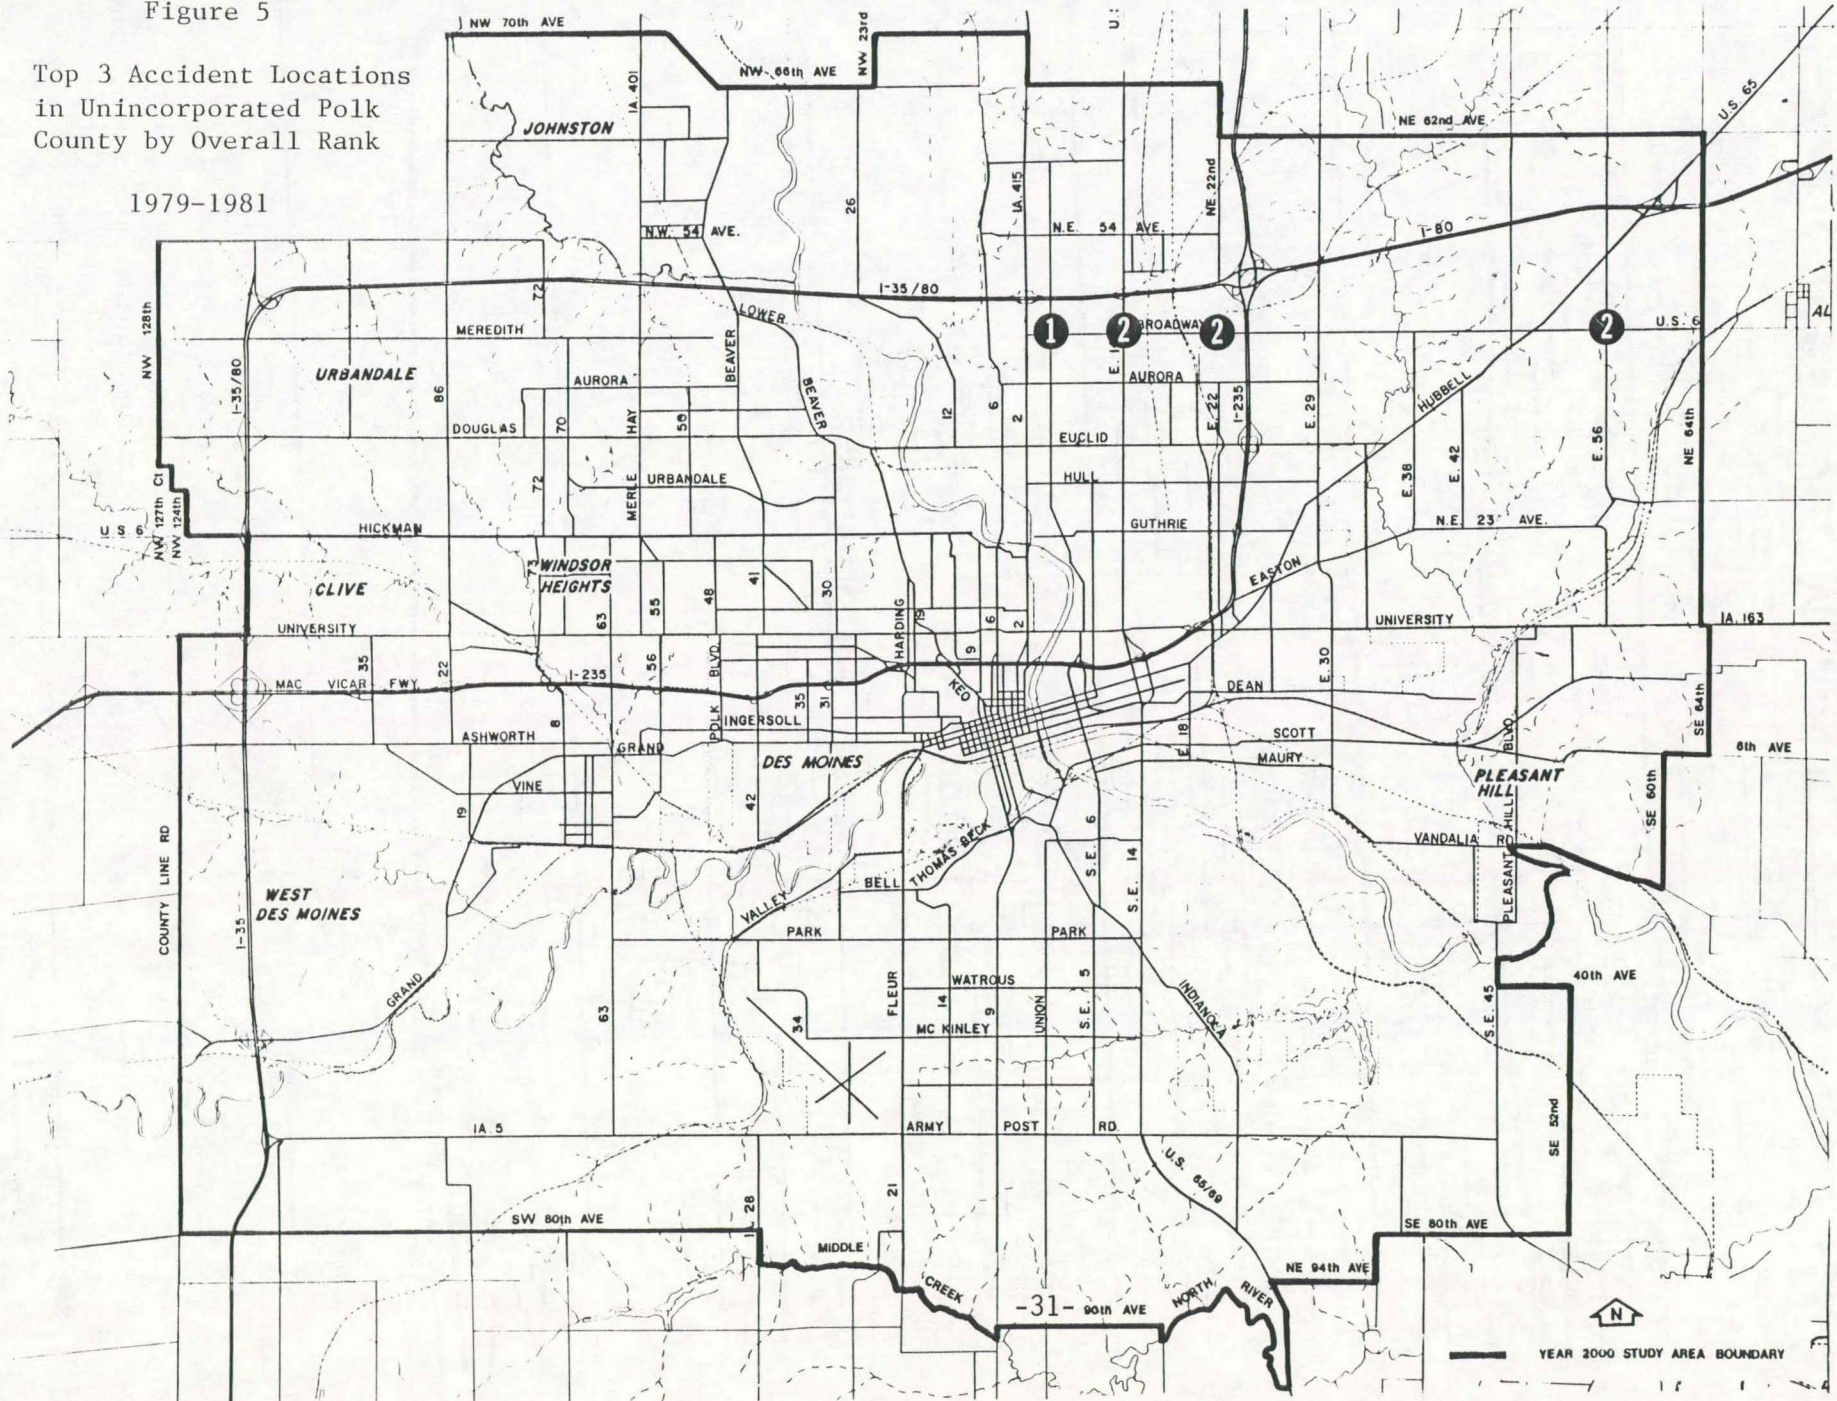 Figure 5
Top 3 Accident Locations
in Unincorporated Polk
County by Overall Rank
1979-1981
NW 70th AVE
NW 23rd
NW 66th AVE
IA. 401
JOHNSTON
NE 62nd AVE
U.S. 65
26
IA. 415
NE. 22nd
N.W. 54 AVE.
N.E. 54 AVE.
I-80
I-35/80
72
NW 128th
MEREDITH
LOWER
BEAVER
1
2
BROADWAY
2
2
U.S. 6
AL
URBANDALE
I-35/80
86
AURORA
BEAVER
AURORA
HUBBELL
DOUGLAS
70
HAY
58
12
6
2
EUCLID
E. 22
I-235
E. 29
E. 38
E. 42
E. 56
NE 64th
72
MERLE
URBANDALE
HULL
NW 127th Ct
NW 124th
U S 6
HICKMAN
GUTHRIE
N.E. 23 AVE.
CLIVE
73
WINDSOR
HEIGHTS
63
55
48
41
30
HARDING
19
6
2
EASTON
UNIVERSITY
UNIVERSITY
IA. 163
35
22
56
BLVD.
9
E. 30
MAC VICAR FWY.
I-235
POLK
35
31
KEO
DEAN
SE 64th
ASHWORTH
8
GRAND
INGERSOLL
E. 18
SCOTT
BLVD
6th AVE
DES MOINES
MAURY
PLEASANT
HILL
VINE
19
42
SE 60th
COUNTY LINE RD
THOMAS BECK
6
S.E.
S.E. 14
VANDALIA RD
PLEASANT HILL
WEST
DES MOINES
I-35
BELL
VALLEY
PARK
PARK
GRAND
63
FLEUR
WATROUS
14
9
UNION
S.E. 5
INDIANOLA
40th AVE
S.E. 45
34
MC KINLEY
IA. 5
ARMY POST RD.
SE 52nd
U.S. 65/69
28
21
SW 80th AVE
SE 80th AVE
MIDDLE
CREEK
NE 94th AVE
-31-
90th AVE
NORTH RIVER
N
YEAR 2000 STUDY AREA BOUNDARY